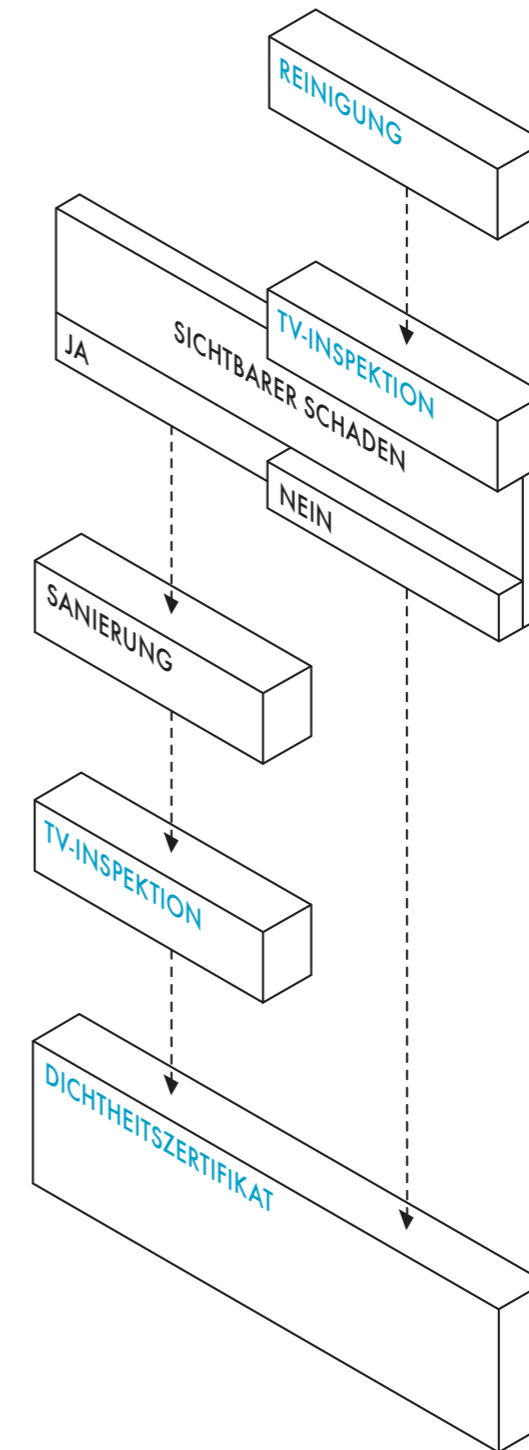 REINIGUNG
TV-INSPEKTION
SICHTBARER SCHADEN
JA
NEIN
SANIERUNG
TV-INSPEKTION
DICHTHEITSZERTIFIKAT